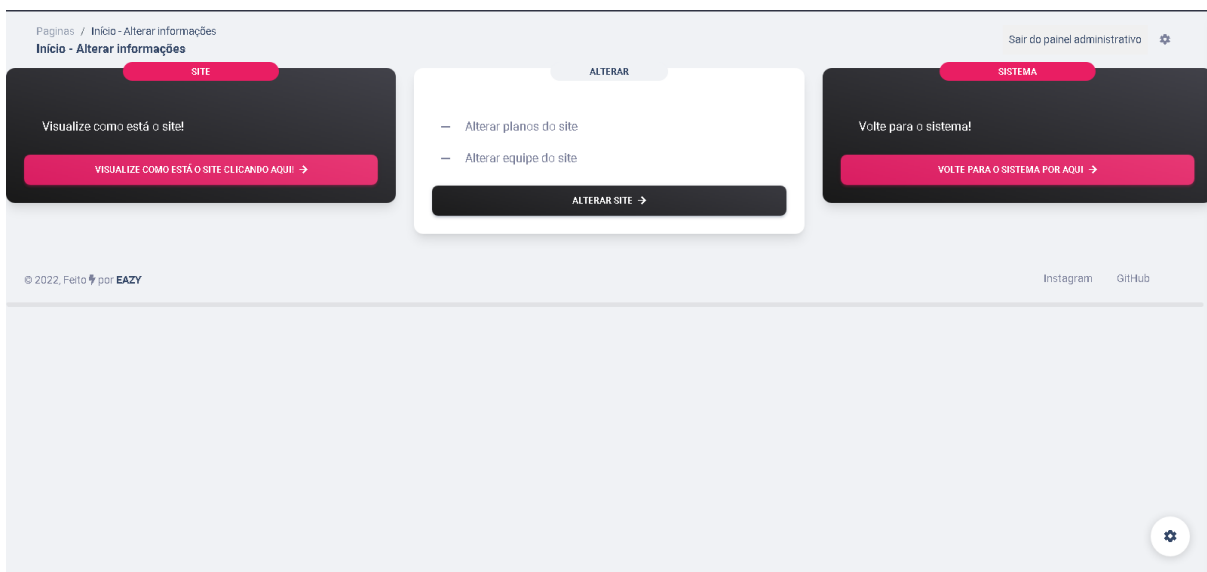 Paginas / Início - Alterar informações
Início - Alterar informações
Sair do painel administrativo
SITE
Visualize como está o site!
VISUALIZE COMO ESTÁ O SITE CLICANDO AQUI! →
ALTERAR
— Alterar planos do site
— Alterar equipe do site
ALTERAR SITE →
SISTEMA
Volte para o sistema!
VOLTE PARA O SISTEMA POR AQUI →
© 2022, Feito por EAZY
Instagram GitHub